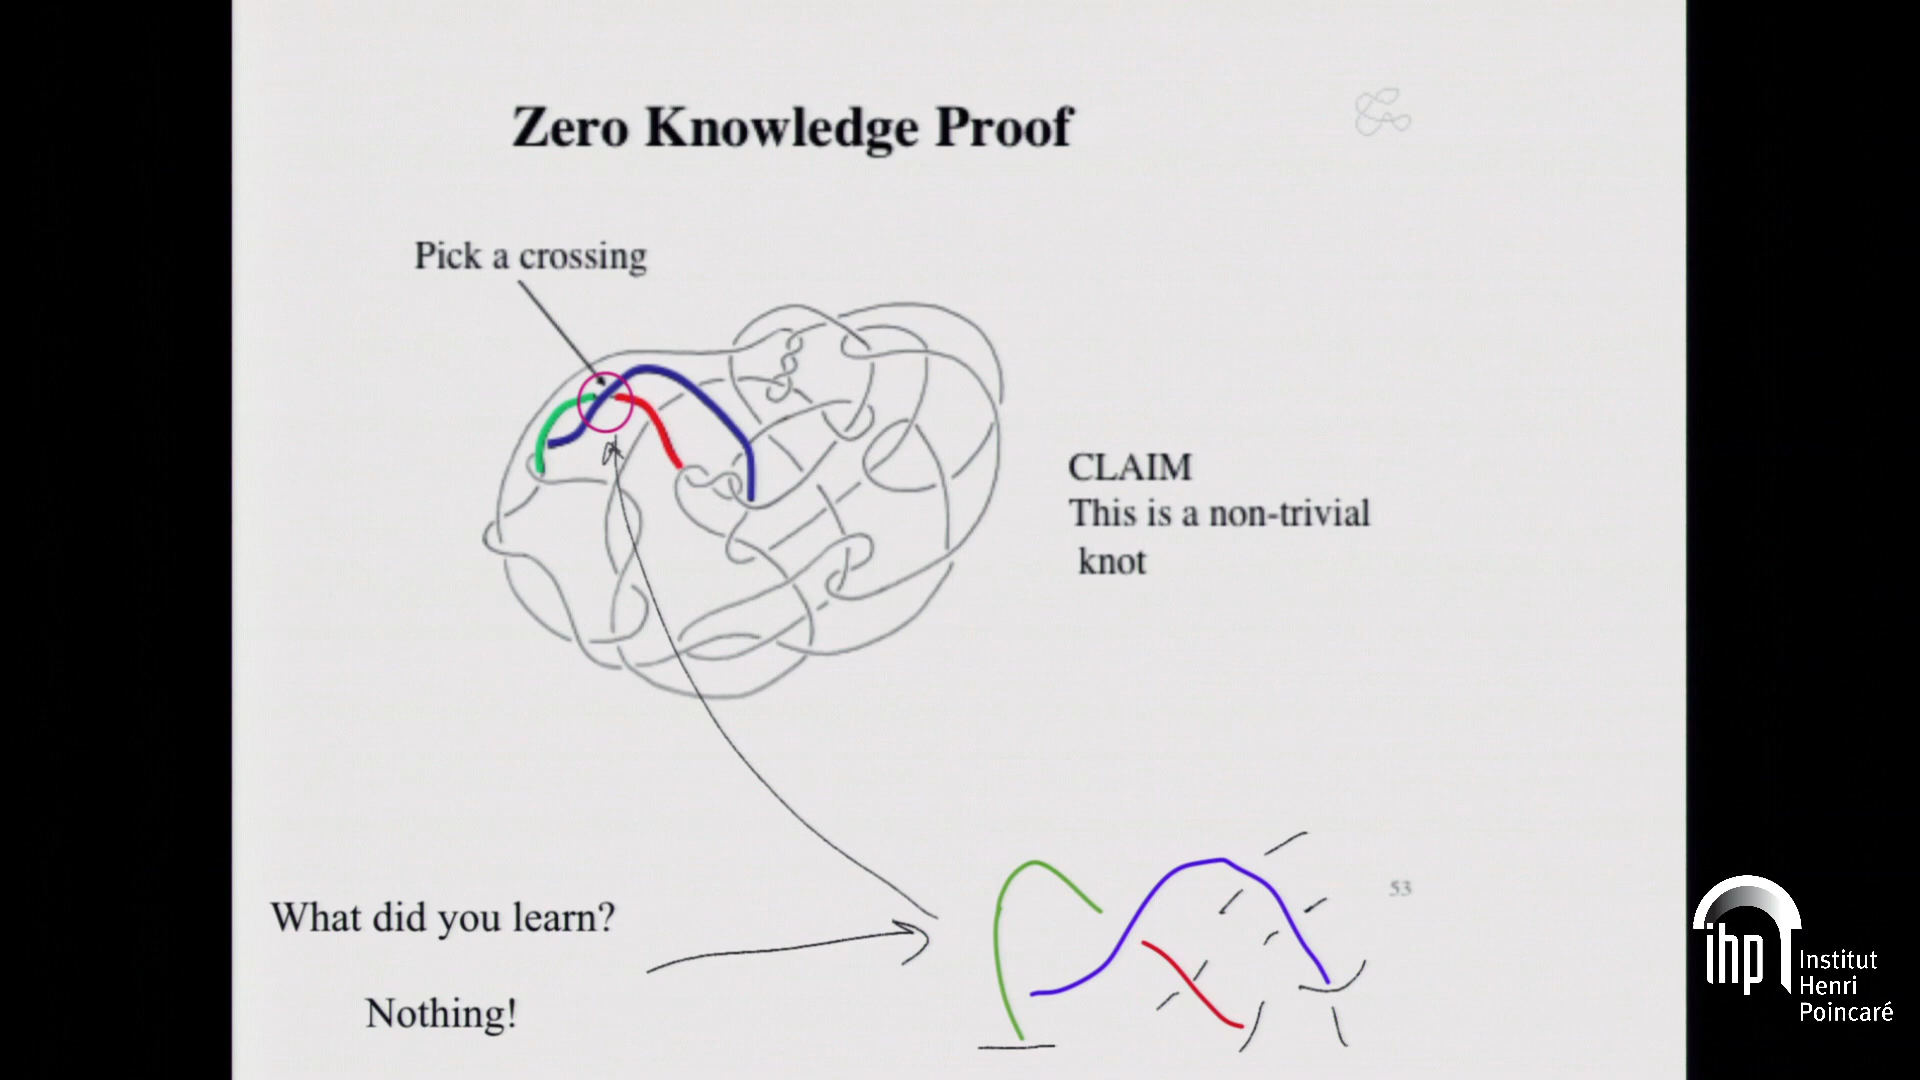 Zero Knowledge Proof
Pick a crossing
CLAIM
This is a non-trivial
knot
What did you learn?
Nothing!
53
ihp
Institut
Henri
Poincaré